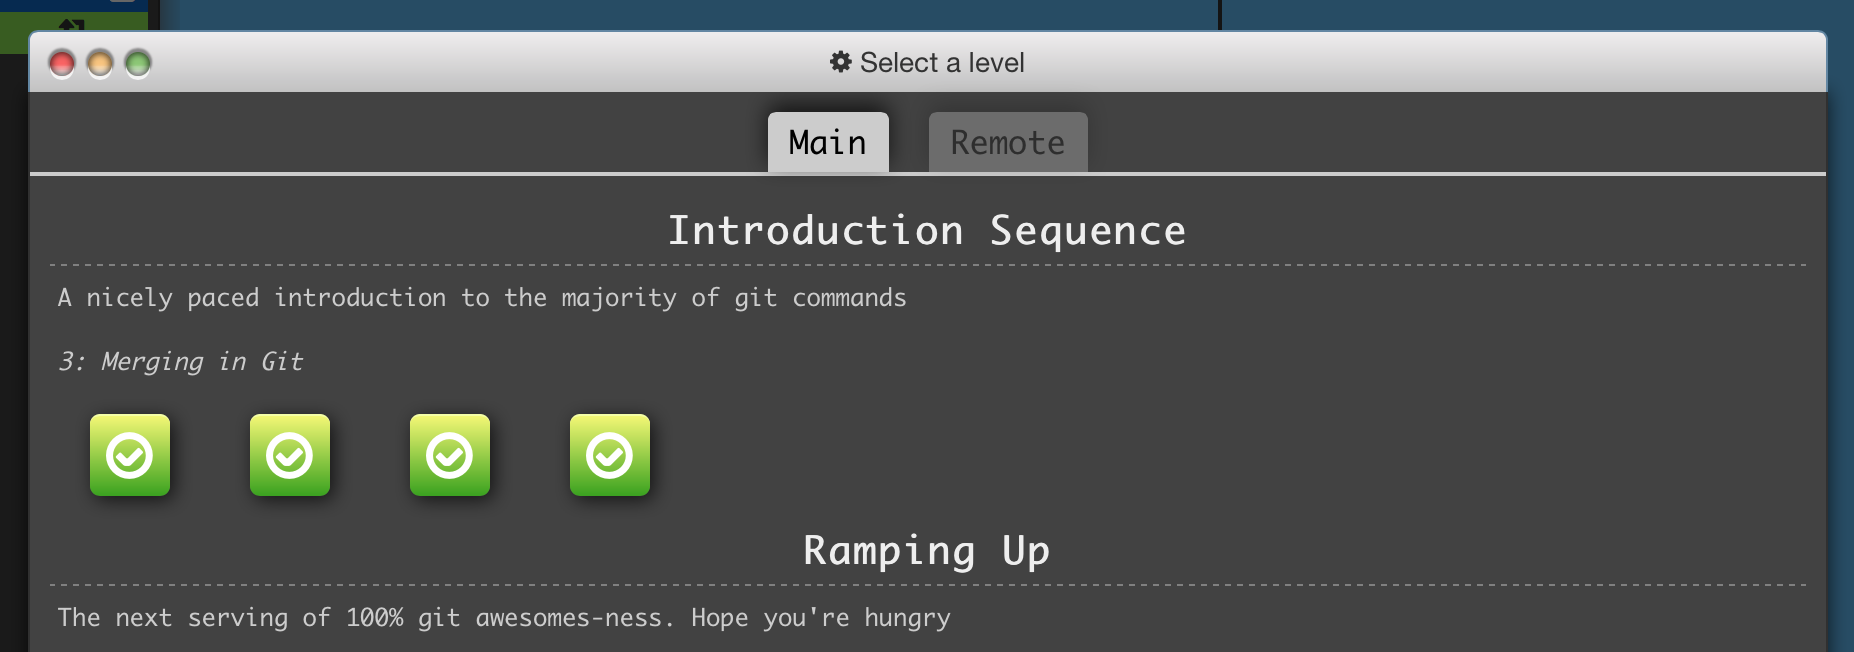 Select a level
Main
Remote
Introduction Sequence
A nicely paced introduction to the majority of git commands
3: Merging in Git
Ramping Up
The next serving of 100% git awesomes-ness. Hope you're hungry